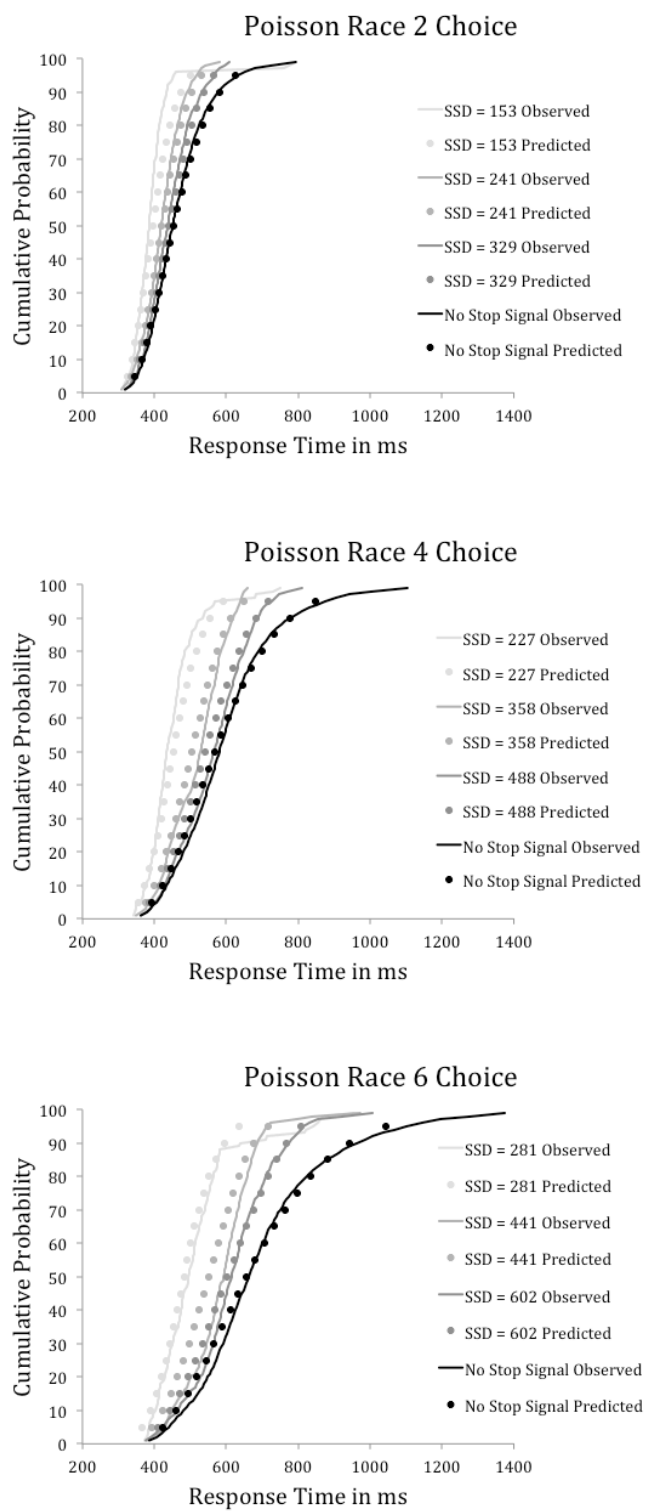 Poisson Race 2 Choice
Cumulative Probability
100
90
80
70
60
50
40
30
20
10
0
200 400 600 800 1000 1200 1400
Response Time in ms
SSD = 153 Observed
SSD = 153 Predicted
SSD = 241 Observed
SSD = 241 Predicted
SSD = 329 Observed
SSD = 329 Predicted
No Stop Signal Observed
No Stop Signal Predicted
Poisson Race 4 Choice
Cumulative Probability
100
90
80
70
60
50
40
30
20
10
0
200 400 600 800 1000 1200 1400
Response Time in ms
SSD = 227 Observed
SSD = 227 Predicted
SSD = 358 Observed
SSD = 358 Predicted
SSD = 488 Observed
SSD = 488 Predicted
No Stop Signal Observed
No Stop Signal Predicted
Poisson Race 6 Choice
Cumulative Probability
100
90
80
70
60
50
40
30
20
10
0
200 400 600 800 1000 1200 1400
Response Time in ms
SSD = 281 Observed
SSD = 281 Predicted
SSD = 441 Observed
SSD = 441 Predicted
SSD = 602 Observed
SSD = 602 Predicted
No Stop Signal Observed
No Stop Signal Predicted